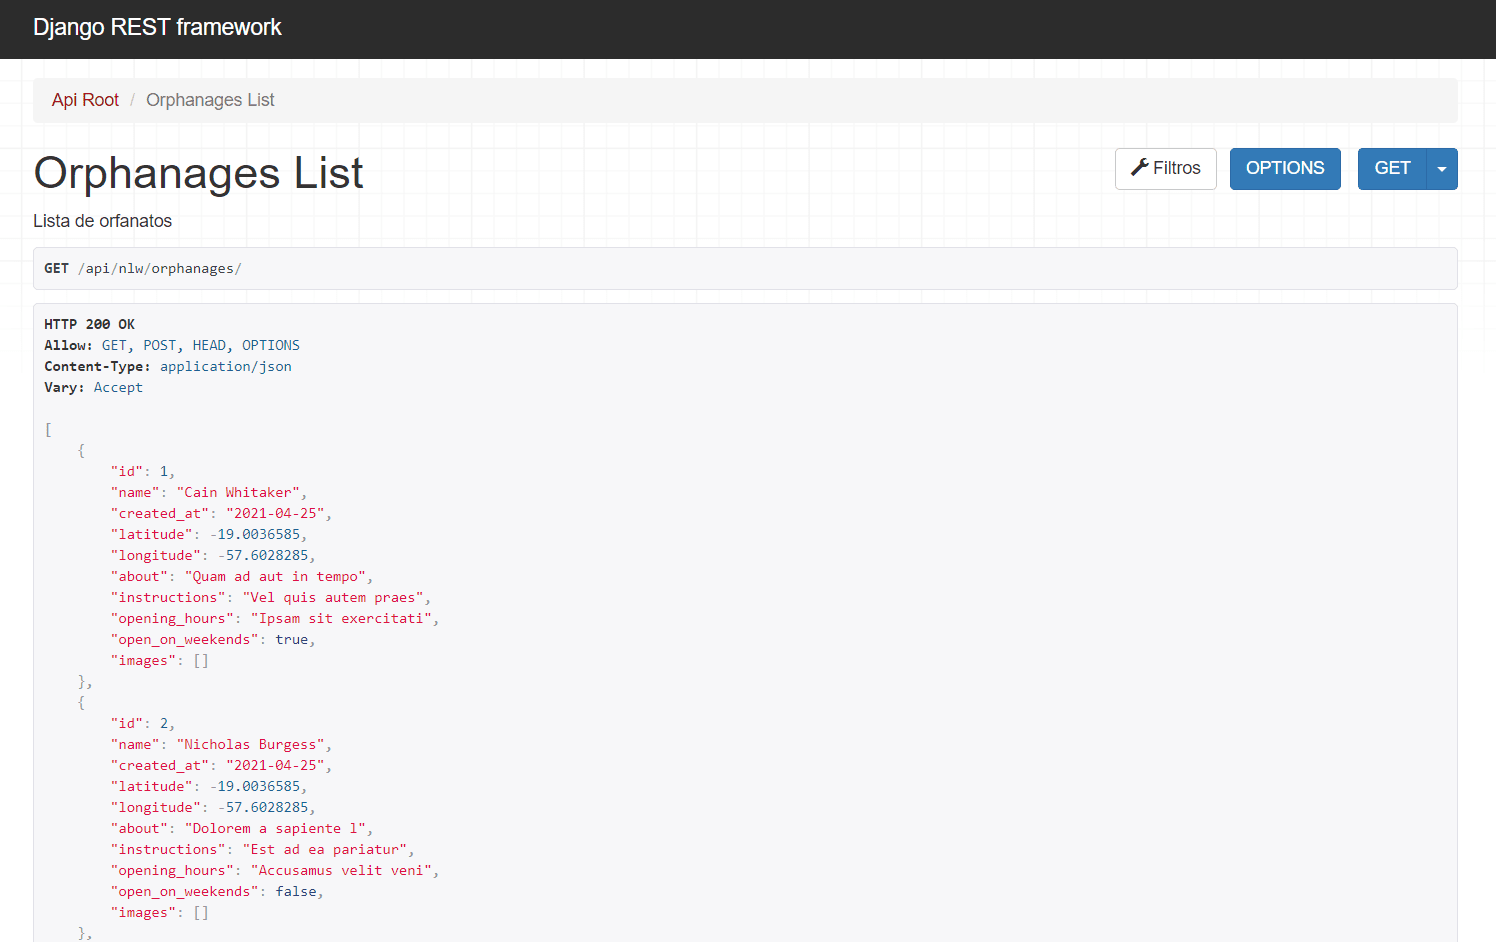 Django REST framework
Api Root / Orphanages List
Orphanages List
Filtros
OPTIONS
GET
Lista de orfanatos
GET /api/nlw/orphanages/
HTTP 200 OK
Allow: GET, POST, HEAD, OPTIONS
Content-Type: application/json
Vary: Accept
[
    {
        "id": 1,
        "name": "Cain Whitaker",
        "created_at": "2021-04-25",
        "latitude": -19.0036585,
        "longitude": -57.6028285,
        "about": "Quam ad aut in tempo",
        "instructions": "Vel quis autem praes",
        "opening_hours": "Ipsam sit exercitati",
        "open_on_weekends": true,
        "images": []
    },
    {
        "id": 2,
        "name": "Nicholas Burgess",
        "created_at": "2021-04-25",
        "latitude": -19.0036585,
        "longitude": -57.6028285,
        "about": "Dolorem a sapiente l",
        "instructions": "Est ad ea pariatur",
        "opening_hours": "Accusamus velit veni",
        "open_on_weekends": false,
        "images": []
    },